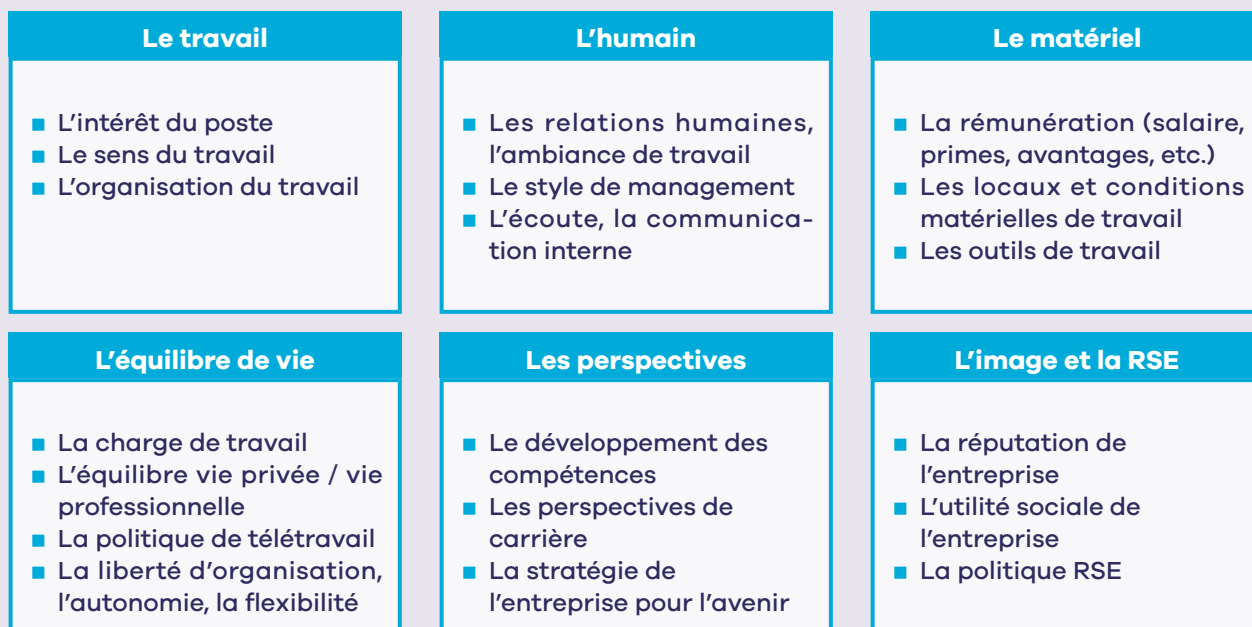 Le travail
L'intérêt du poste
Le sens du travail
L'organisation du travail
L'humain
Les relations humaines,
l'ambiance de travail
Le style de management
L'écoute, la communica-
tion interne
Le matériel
La rémunération (salaire,
primes, avantages, etc.)
Les locaux et conditions
matérielles de travail
Les outils de travail
L'équilibre de vie
La charge de travail
L'équilibre vie privée / vie
professionnelle
La politique de télétravail
La liberté d'organisation,
l'autonomie, la flexibilité
Les perspectives
Le développement des
compétences
Les perspectives de
carrière
La stratégie de
l'entreprise pour l'avenir
L'image et la RSE
La réputation de
l'entreprise
L'utilité sociale de
l'entreprise
La politique RSE